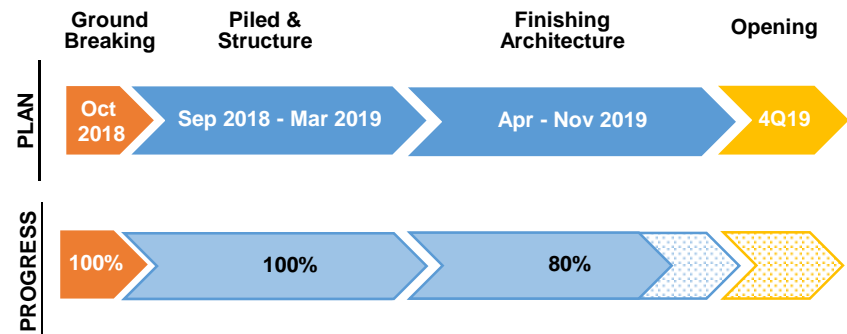 Ground
Breaking
Piled &
Structure
Finishing
Architecture
Opening
PLAN
Oct
2018
Sep 2018 - Mar 2019
Apr - Nov 2019
4Q19
PROGRESS
100%
100%
80%